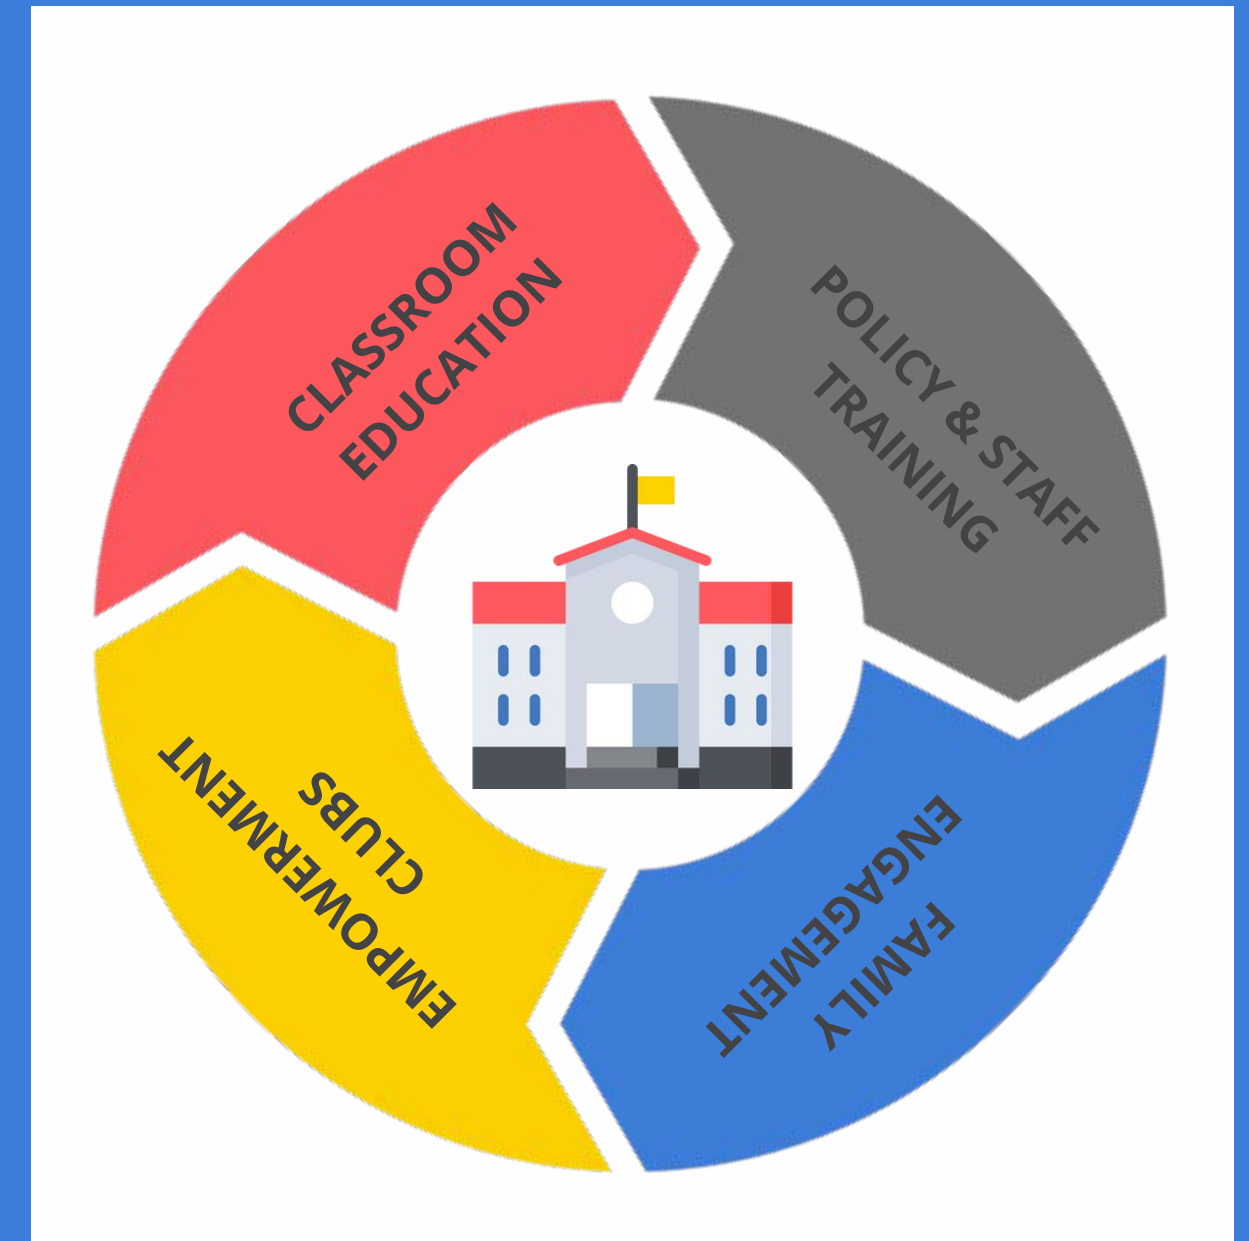 CLASSROOM
EDUCATION
POLICY & STAFF
TRAINING
FAMILY
ENGAGEMENT
EMPOWERMENT
CLUBS